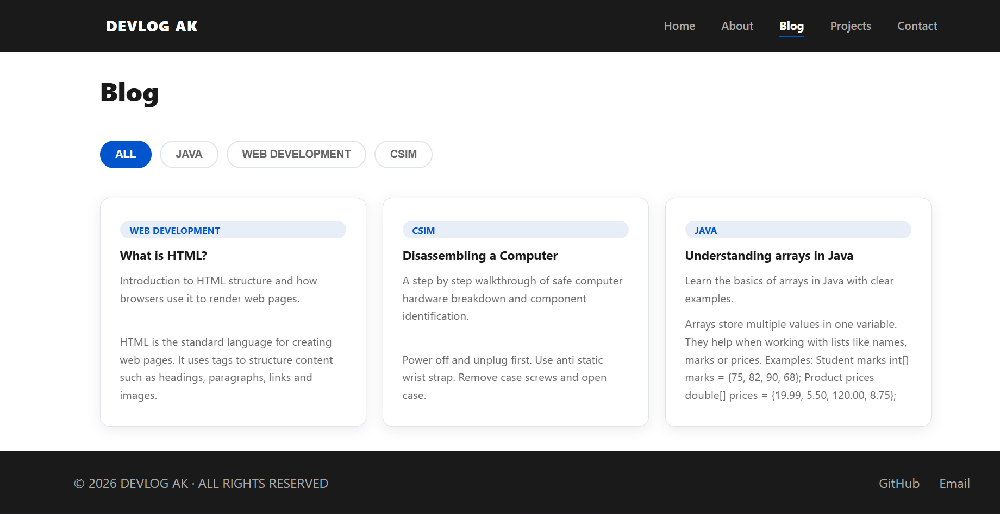 DEVLOG AK
Home
About
Blog
Projects
Contact
Blog
ALL
JAVA
WEB DEVELOPMENT
CSIM
WEB DEVELOPMENT
What is HTML?
Introduction to HTML structure and how
browsers use it to render web pages.
HTML is the standard language for creating
web pages. It uses tags to structure content
such as headings, paragraphs, links and
images.
CSIM
Disassembling a Computer
A step by step walkthrough of safe computer
hardware breakdown and component
identification.
Power off and unplug first. Use anti static
wrist strap. Remove case screws and open
case.
JAVA
Understanding arrays in Java
Learn the basics of arrays in Java with clear
examples.
Arrays store multiple values in one variable.
They help when working with lists like names,
marks or prices. Examples: Student marks int[]
marks = {75, 82, 90, 68}; Product prices
double[] prices = {19.99, 5.50, 120.00, 8.75};
© 2026 DEVLOG AK · ALL RIGHTS RESERVED
GitHub
Email